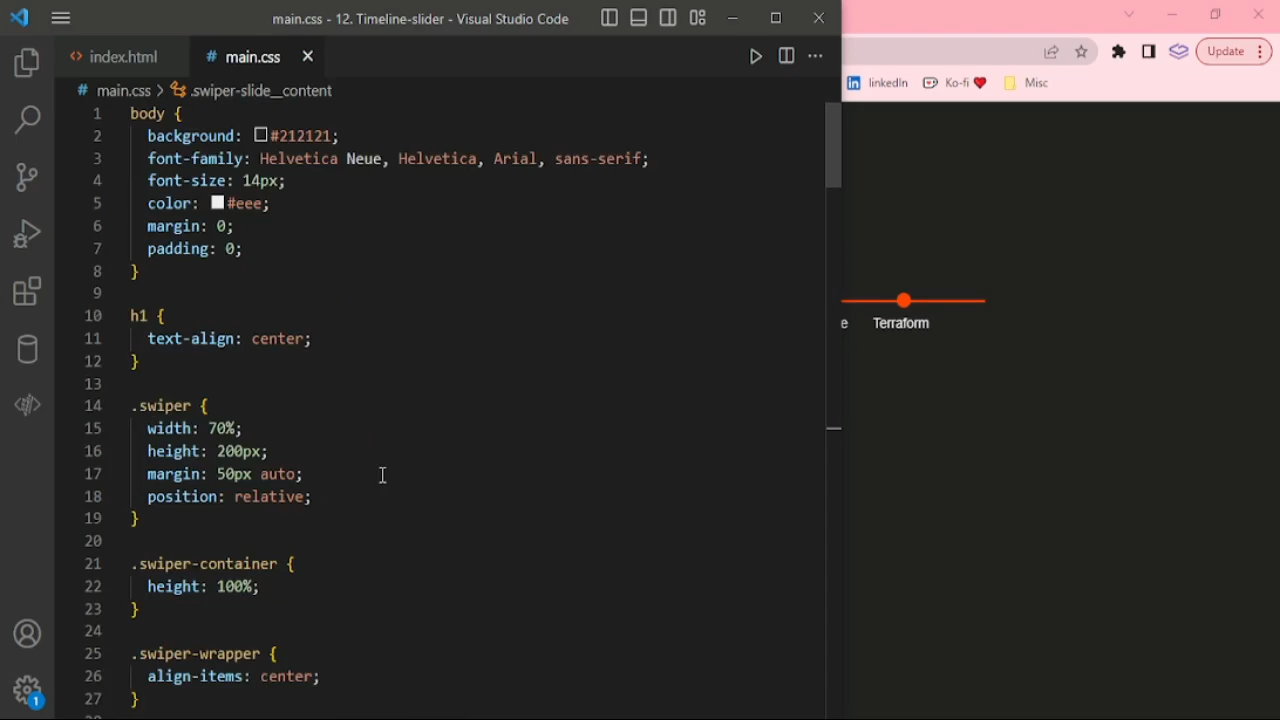 main.css - 12. Timeline-slider - Visual Studio Code
index.html
# main.css
# main.css > .swiper-slide__content
1 body {
2 background: #212121;
3 font-family: Helvetica Neue, Helvetica, Arial, sans-serif;
4 font-size: 14px;
5 color: #eee;
6 margin: 0;
7 padding: 0;
8 }
9
10 h1 {
11 text-align: center;
12 }
13
14 .swiper {
15 width: 70%;
16 height: 200px;
17 margin: 50px auto;
18 position: relative;
19 }
20
21 .swiper-container {
22 height: 100%;
23 }
24
25 .swiper-wrapper {
26 align-items: center;
27 }
1
Update
linkedIn
Ko-fi
Misc
e
Terraform